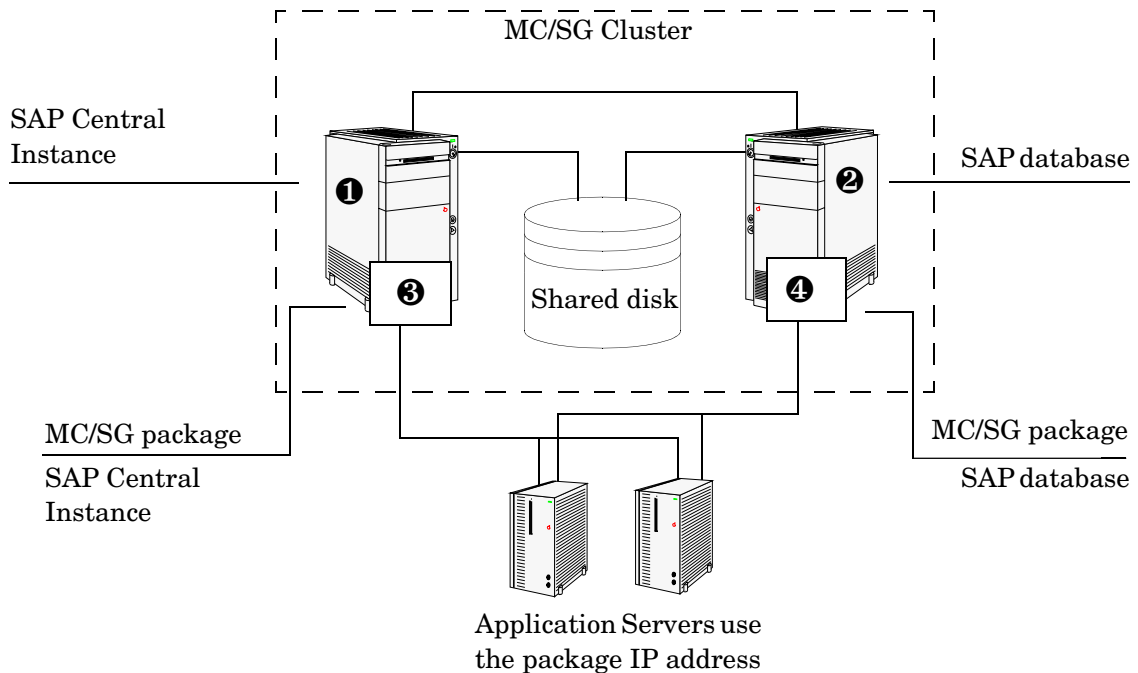 MC/SG Cluster
SAP Central
Instance
❶
❷
SAP database
❸
Shared disk
❹
MC/SG package
SAP Central
Instance
MC/SG package
SAP database
Application Servers use
the package IP address